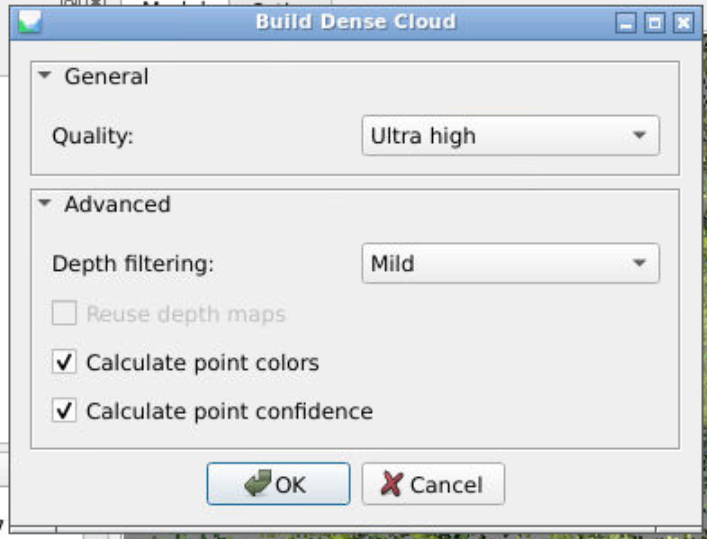 Build Dense Cloud
General
Quality: Ultra high
Advanced
Depth filtering: Mild
Reuse depth maps
Calculate point colors
Calculate point confidence
OK Cancel